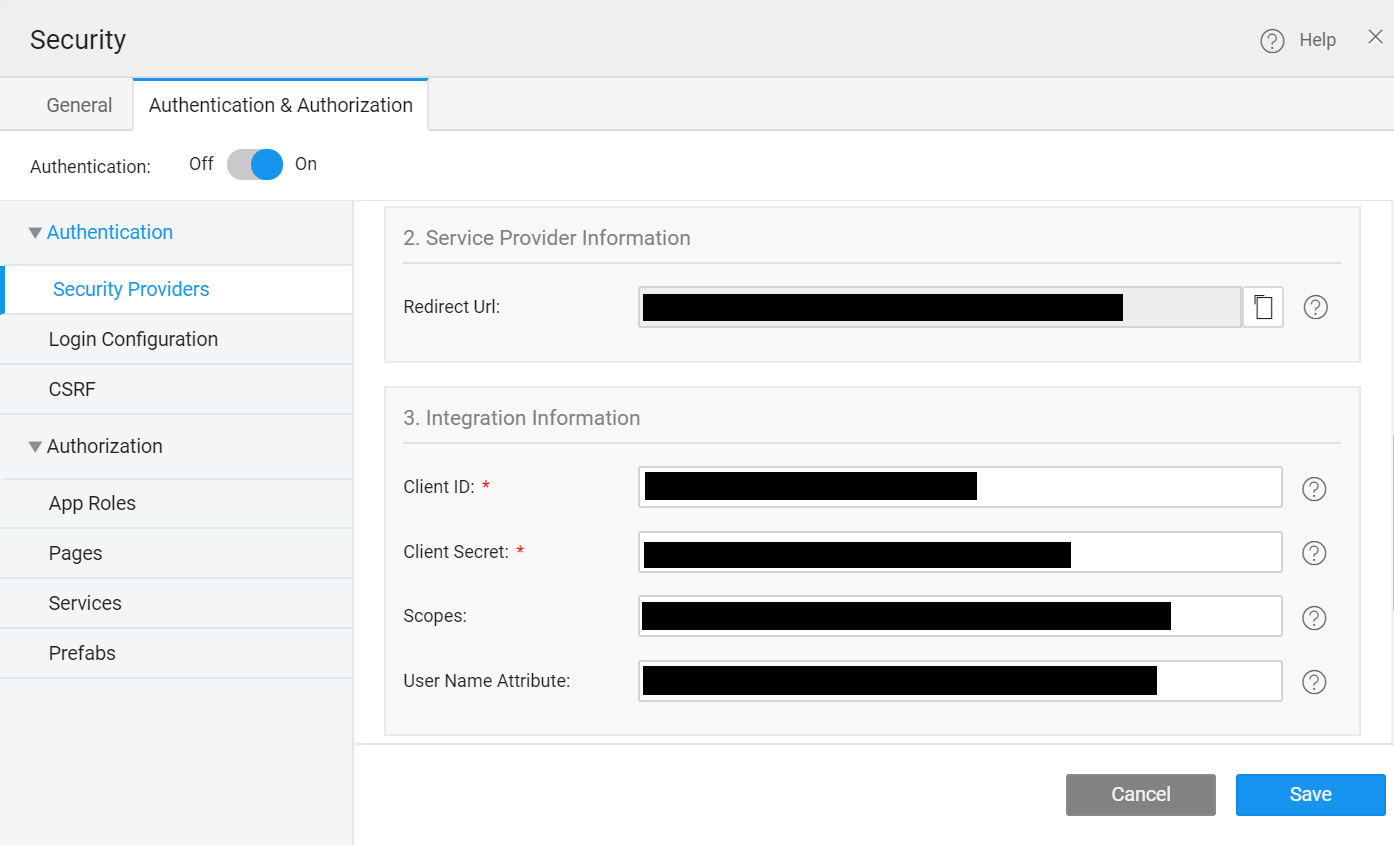 Security
Help
General
Authentication & Authorization
Authentication:
Off
On
Authentication
Security Providers
Login Configuration
CSRF
Authorization
App Roles
Pages
Services
Prefabs
2. Service Provider Information
Redirect Url:
3. Integration Information
Client ID: *
Client Secret: *
Scopes:
User Name Attribute:
Cancel
Save